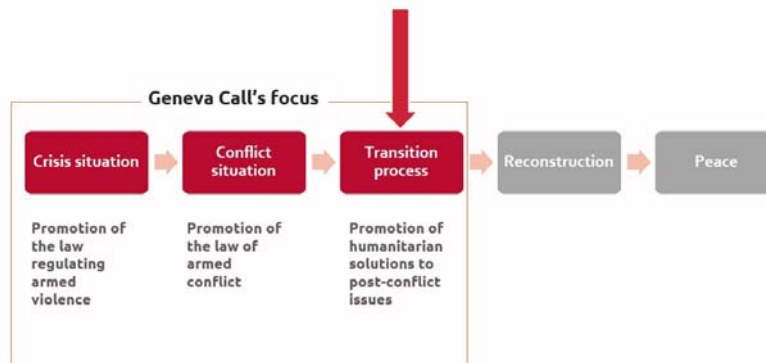 Geneva Call's focus
Crisis situation
Conflict
situation
Transition
process
Reconstruction
Peace
Promotion of
the law
regulating
armed
violence
Promotion of
the law of
armed
conflict
Promotion of
humanitarian
solutions to
post-conflict
issues